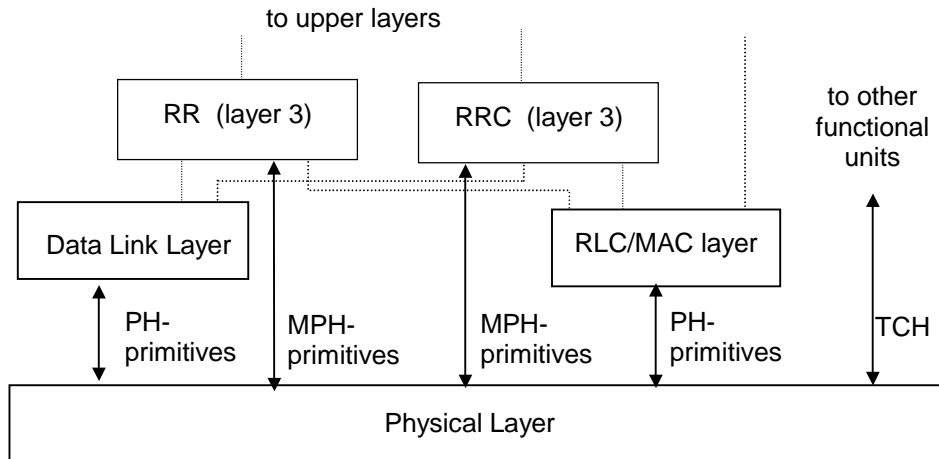 to upper layers
RR (layer 3)
RRC (layer 3)
to other
functional
units
Data Link Layer
RLC/MAC layer
PH-
primitives
MPH-
primitives
MPH-
primitives
PH-
primitives
TCH
Physical Layer